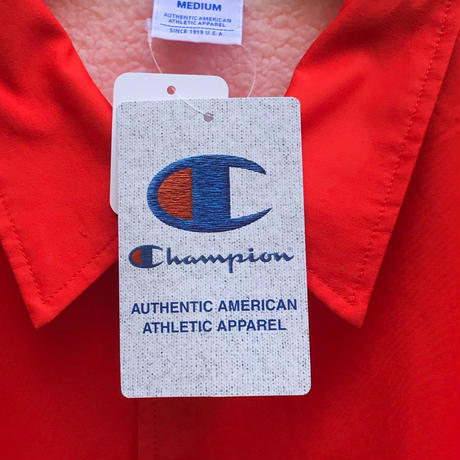 MEDIUM
AUTHENTIC AMERICAN
ATHLETIC APPAREL
SINCE 1919 U.S.A.
Champion
AUTHENTIC AMERICAN
ATHLETIC APPAREL